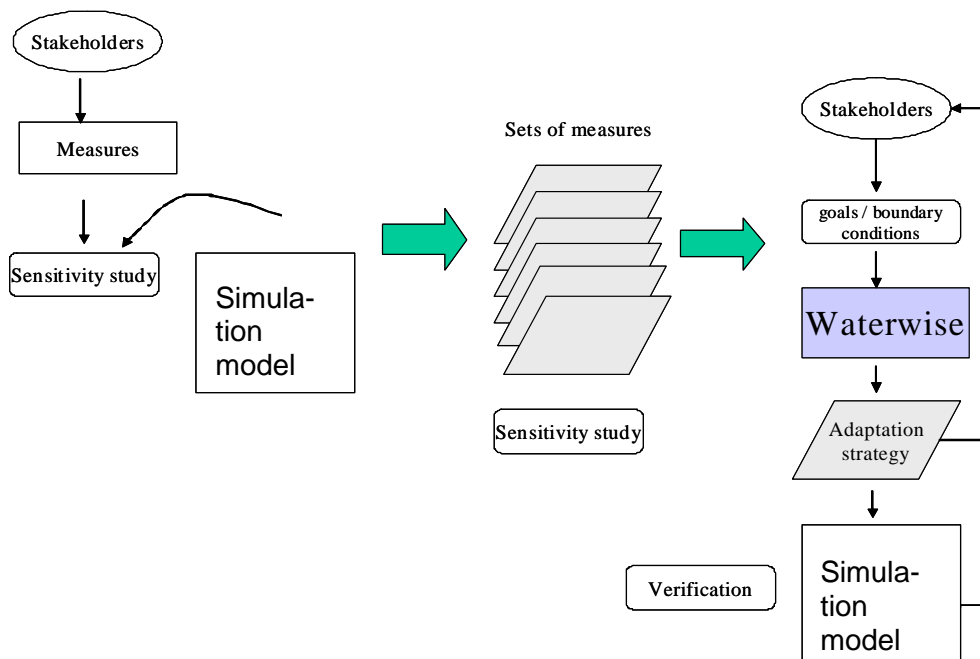 Stakeholders
Measures
Sensitivity study
Simula-
tion
model
Sets of measures
Sensitivity study
Stakeholders
goals / boundary
conditions
Waterwise
Adaptation
strategy
Verification
Simula-
tion
model